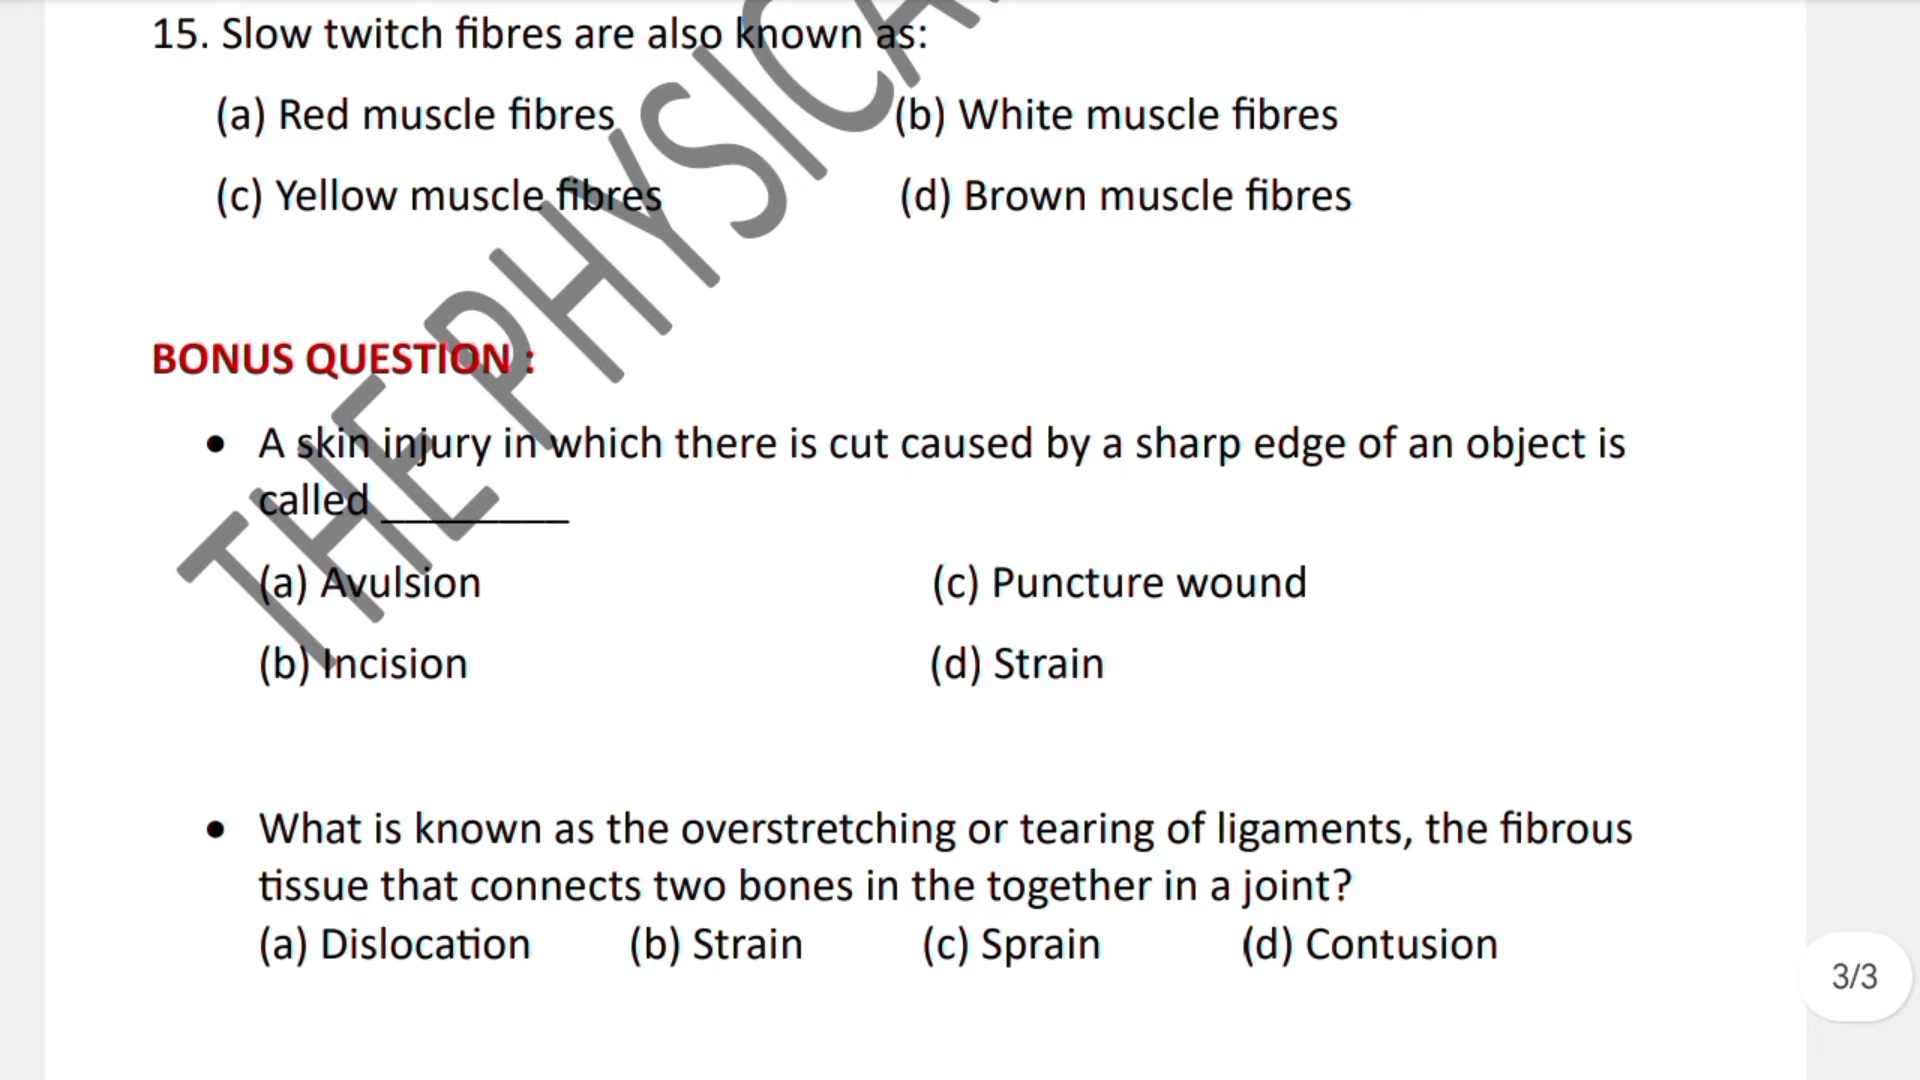 15. Slow twitch fibres are also known as:
(a) Red muscle fibres (b) White muscle fibres
(c) Yellow muscle fibres (d) Brown muscle fibres
BONUS QUESTION :
• A skin injury in which there is cut caused by a sharp edge of an object is
called ________
(a) Avulsion (c) Puncture wound
(b) Incision (d) Strain
• What is known as the overstretching or tearing of ligaments, the fibrous
tissue that connects two bones in the together in a joint?
(a) Dislocation (b) Strain (c) Sprain (d) Contusion
3/3
THE PHYSICA